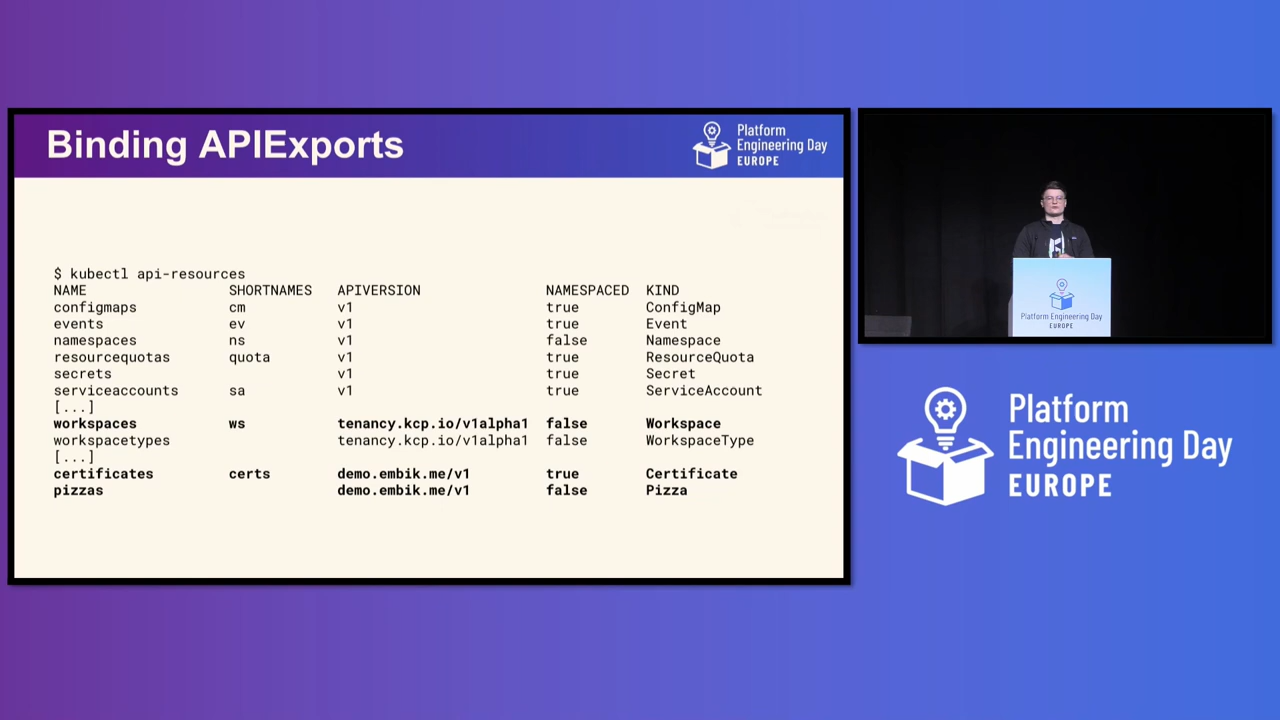 Binding APIExports
Platform
Engineering Day
EUROPE
$ kubectl api-resources
NAME SHORTNAMES APIVERSION NAMESPACED KIND
configmaps cm v1 true ConfigMap
events ev v1 true Event
namespaces ns v1 false Namespace
resourcequotas quota v1 true ResourceQuota
secrets v1 true Secret
serviceaccounts sa v1 true ServiceAccount
[...]
workspaces ws tenancy.kcp.io/v1alpha1 false Workspace
workspacetypes tenancy.kcp.io/v1alpha1 false WorkspaceType
[...]
certificates certs demo.embik.me/v1 true Certificate
pizzas demo.embik.me/v1 false Pizza
Platform Engineering Day
EUROPE
Platform
Engineering Day
EUROPE